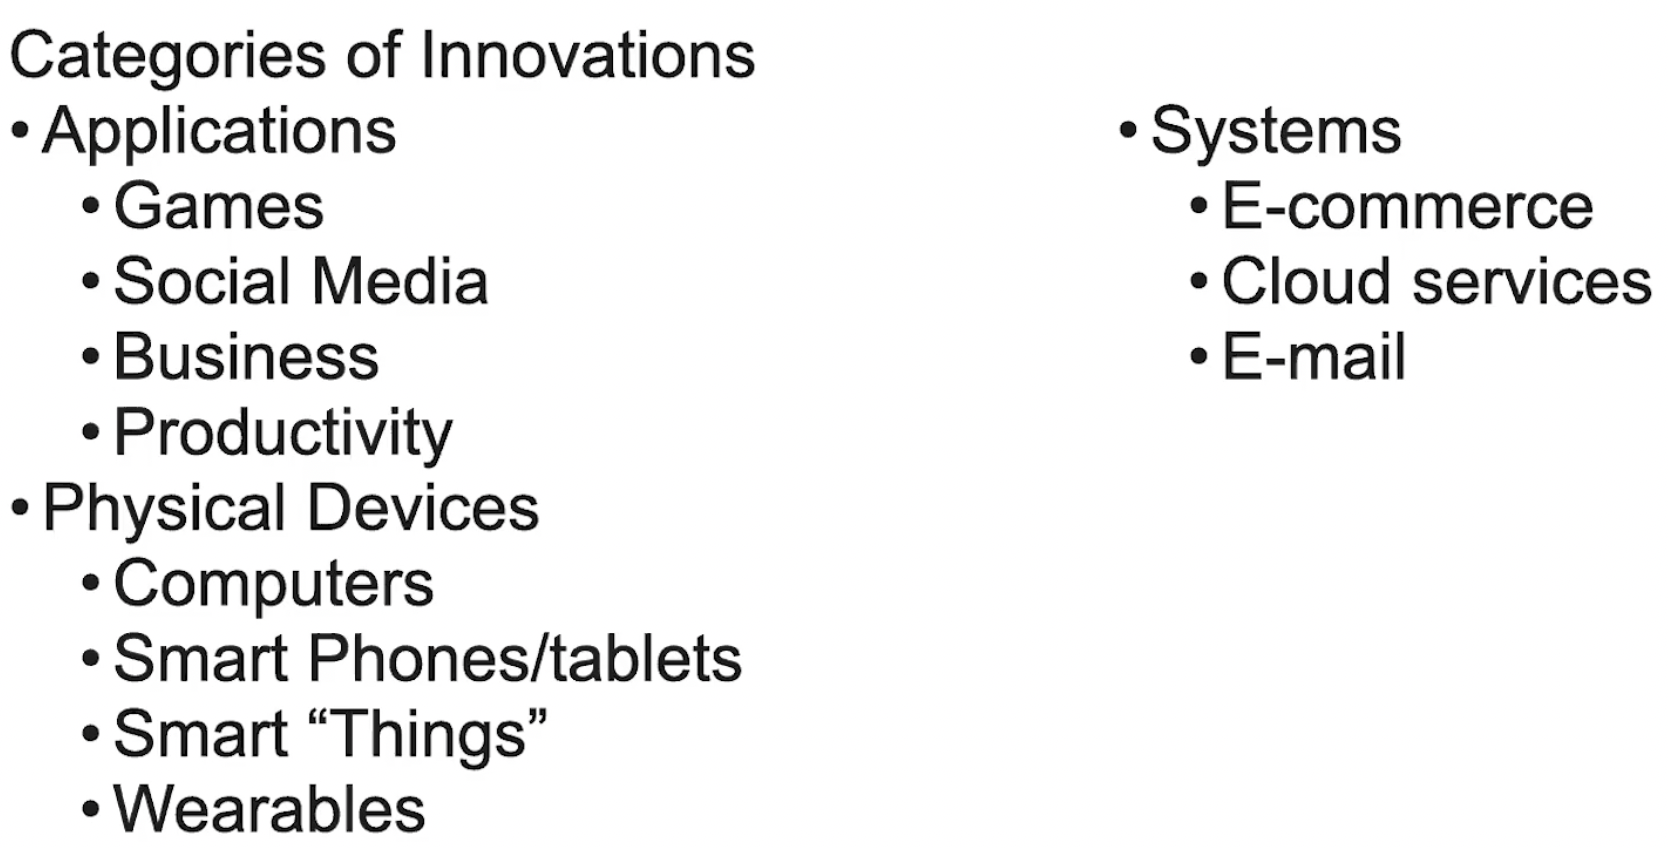 Categories of Innovations
• Applications
• Games
• Social Media
• Business
• Productivity
• Physical Devices
• Computers
• Smart Phones/tablets
• Smart “Things”
• Wearables
• Systems
• E-commerce
• Cloud services
• E-mail